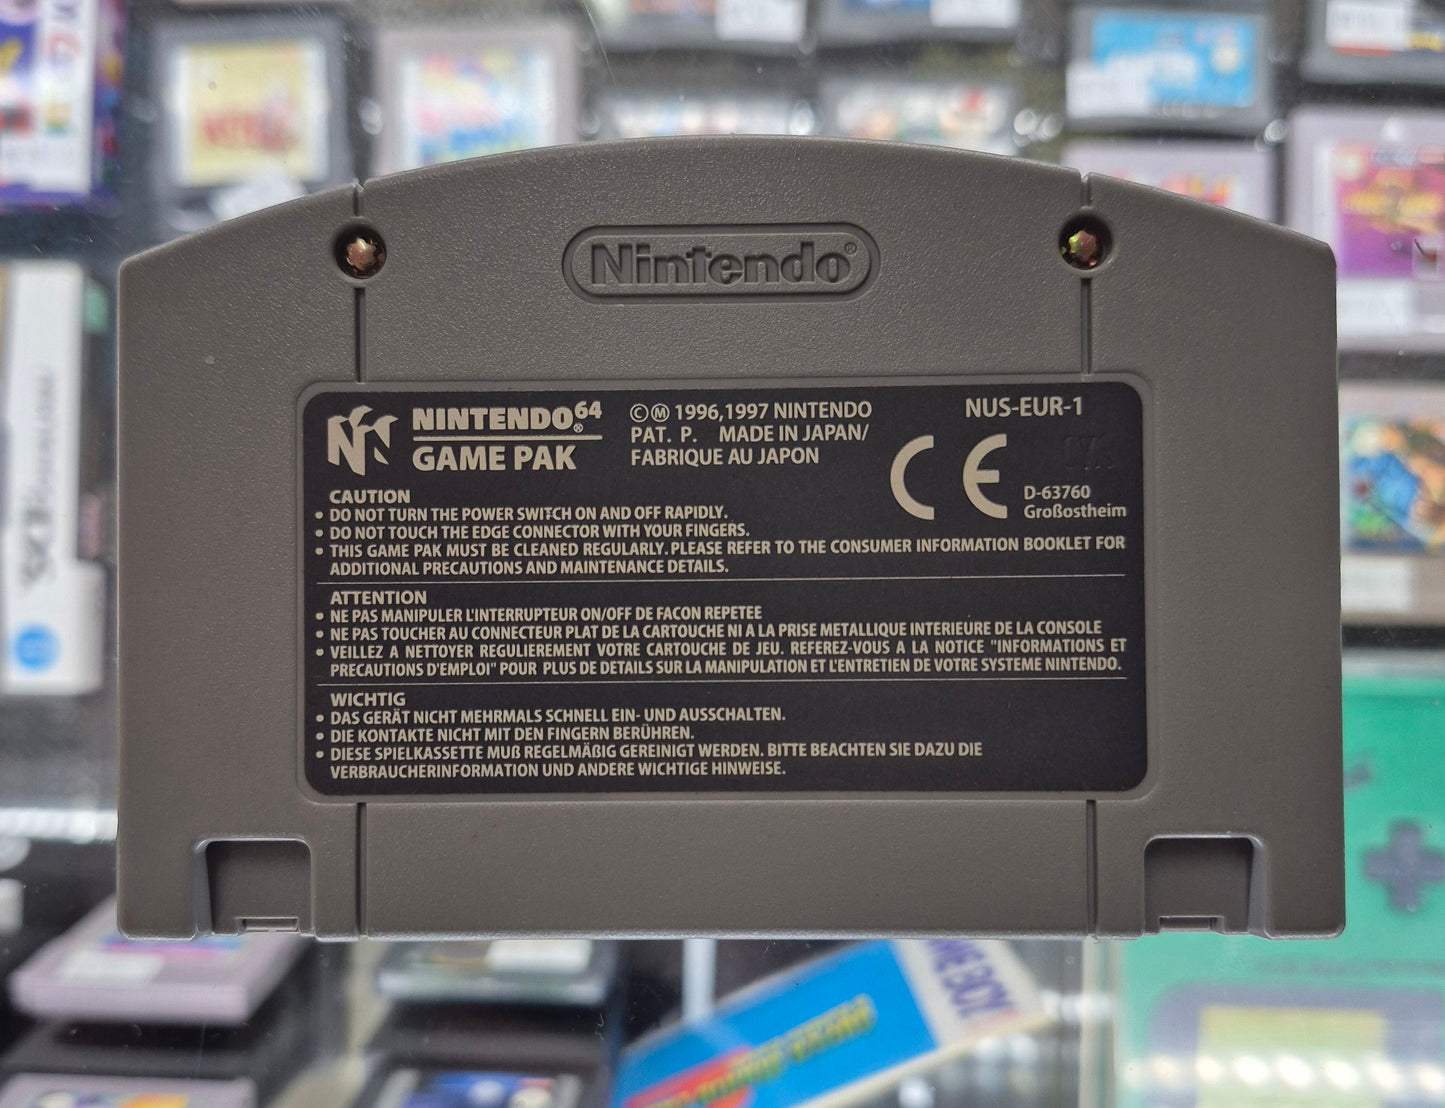 Nintendo®
NINTENDO⁶⁴®
GAME PAK
©Ⓜ 1996,1997 NINTENDO
PAT. P. MADE IN JAPAN/
FABRIQUE AU JAPON
NUS-EUR-1
CE
D-63760
Großostheim
CAUTION
• DO NOT TURN THE POWER SWITCH ON AND OFF RAPIDLY.
• DO NOT TOUCH THE EDGE CONNECTOR WITH YOUR FINGERS.
• THIS GAME PAK MUST BE CLEANED REGULARLY. PLEASE REFER TO THE CONSUMER INFORMATION BOOKLET FOR
ADDITIONAL PRECAUTIONS AND MAINTENANCE DETAILS.
ATTENTION
• NE PAS MANIPULER L'INTERRUPTEUR ON/OFF DE FACON REPETEE
• NE PAS TOUCHER AU CONNECTEUR PLAT DE LA CARTOUCHE NI A LA PRISE METALLIQUE INTERIEURE DE LA CONSOLE
• VEILLEZ A NETTOYER REGULIEREMENT VOTRE CARTOUCHE DE JEU. REFEREZ-VOUS A LA NOTICE "INFORMATIONS ET
PRECAUTIONS D'EMPLOI" POUR PLUS DE DETAILS SUR LA MANIPULATION ET L'ENTRETIEN DE VOTRE SYSTEME NINTENDO.
WICHTIG
• DAS GERÄT NICHT MEHRMALS SCHNELL EIN- UND AUSSCHALTEN.
• DIE KONTAKTE NICHT MIT DEN FINGERN BERÜHREN.
• DIESE SPIELKASSETTE MUß REGELMÄßIG GEREINIGT WERDEN. BITTE BEACHTEN SIE DAZU DIE
VERBRAUCHERINFORMATION UND ANDERE WICHTIGE HINWEISE.
GAME BOY